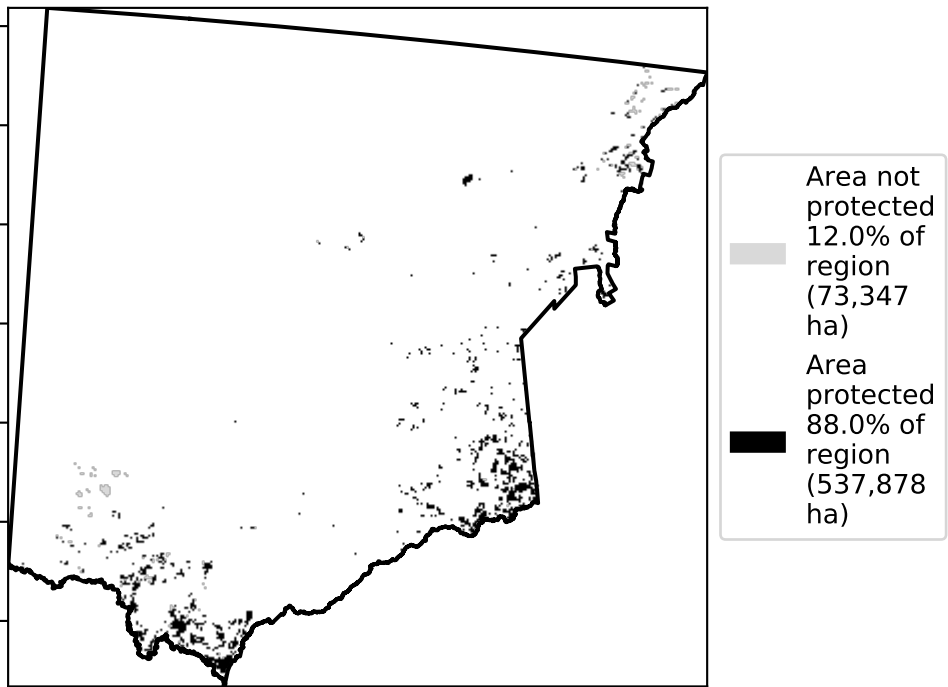 Area not
protected
12.0% of
region
(73,347
ha)
Area
protected
88.0% of
region
(537,878
ha)